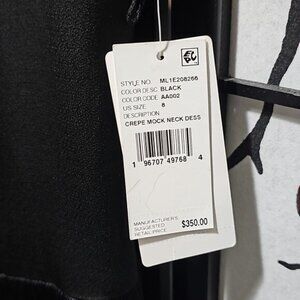 STYLE NO. ML1E208266
COLOR DESC. BLACK
COLOR CODE AA002
US SIZE 8
DESCRIPTION
CREPE MOCK NECK DESS
1 96707 49768 4
MANUFACTURER'S
SUGGESTED
RETAIL PRICE $350.00